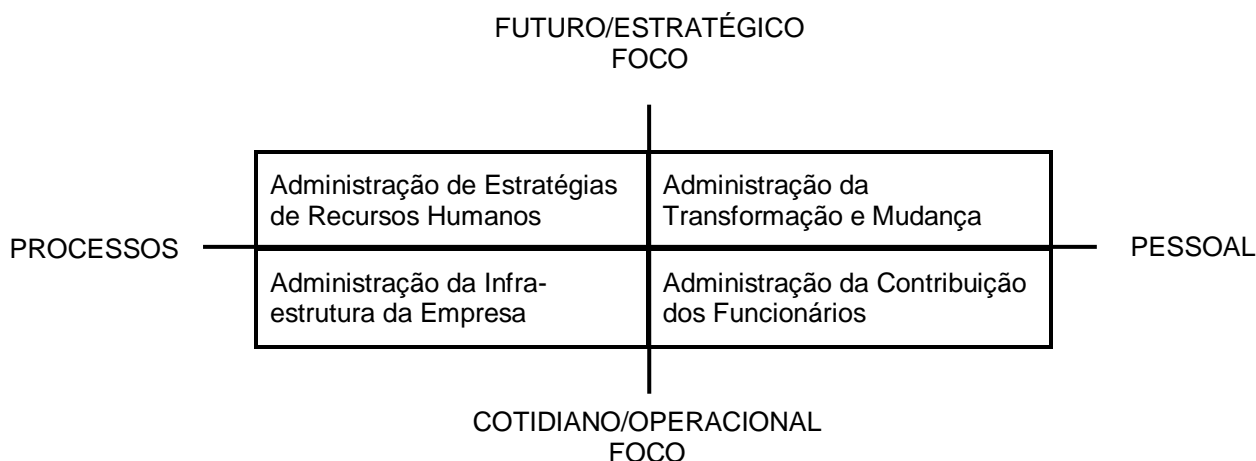 FUTURO/ESTRATÉGICO
FOCO
Administração de Estratégias
de Recursos Humanos
Administração da
Transformação e Mudança
PROCESSOS
PESSOAL
Administração da Infra-
estrutura da Empresa
Administração da Contribuição
dos Funcionários
COTIDIANO/OPERACIONAL
FOCO